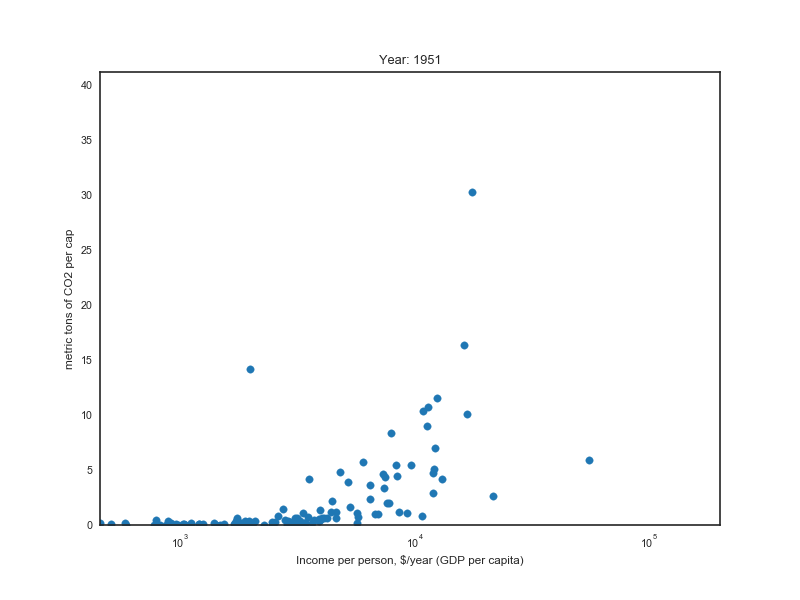 Year: 1951
40
35
30
25
20
15
10
5
0
metric tons of CO2 per cap
10³ 10⁴ 10⁵
Income per person, $/year (GDP per capita)